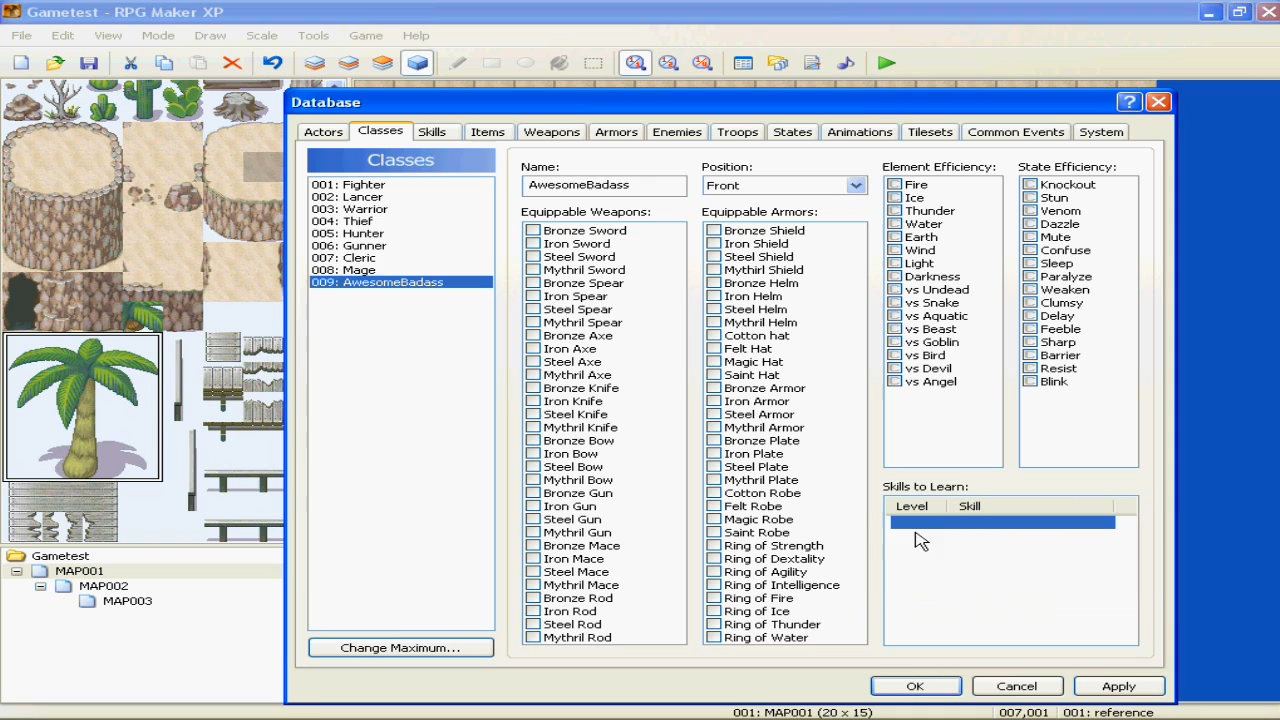 Gametest - RPG Maker XP
File Edit View Mode Draw Scale Tools Game Help
Database
Actors Classes Skills Items Weapons Armors Enemies Troops States Animations Tilesets Common Events System
Classes
001: Fighter
002: Lancer
003: Warrior
004: Thief
005: Hunter
006: Gunner
007: Cleric
008: Mage
009: AwesomeBadass
Change Maximum...
Name:
AwesomeBadass
Position:
Front
Equippable Weapons:
Bronze Sword
Iron Sword
Steel Sword
Mythril Sword
Bronze Spear
Iron Spear
Steel Spear
Mythril Spear
Bronze Axe
Iron Axe
Steel Axe
Mythril Axe
Bronze Knife
Iron Knife
Steel Knife
Mythril Knife
Bronze Bow
Iron Bow
Steel Bow
Mythril Bow
Bronze Gun
Iron Gun
Steel Gun
Mythril Gun
Bronze Mace
Iron Mace
Steel Mace
Mythril Mace
Bronze Rod
Iron Rod
Steel Rod
Mythril Rod
Equippable Armors:
Bronze Shield
Iron Shield
Steel Shield
Mythirl Shield
Bronze Helm
Iron Helm
Steel Helm
Mythril Helm
Cotton hat
Felt Hat
Magic Hat
Saint Hat
Bronze Armor
Iron Armor
Steel Armor
Mythril Armor
Bronze Plate
Iron Plate
Steel Plate
Mythril Plate
Cotton Robe
Felt Robe
Magic Robe
Saint Robe
Ring of Strength
Ring of Dextality
Ring of Agility
Ring of Intelligence
Ring of Fire
Ring of Ice
Ring of Thunder
Ring of Water
Element Efficiency:
Fire
Ice
Thunder
Water
Earth
Wind
Light
Darkness
vs Undead
vs Snake
vs Aquatic
vs Beast
vs Goblin
vs Bird
vs Devil
vs Angel
State Efficiency:
Knockout
Stun
Venom
Dazzle
Mute
Confuse
Sleep
Paralyze
Weaken
Clumsy
Delay
Feeble
Sharp
Barrier
Resist
Blink
Skills to Learn:
Level Skill
OK Cancel Apply
Gametest
MAP001
MAP002
MAP003
001: MAP001 (20 x 15) 007,001 001: reference